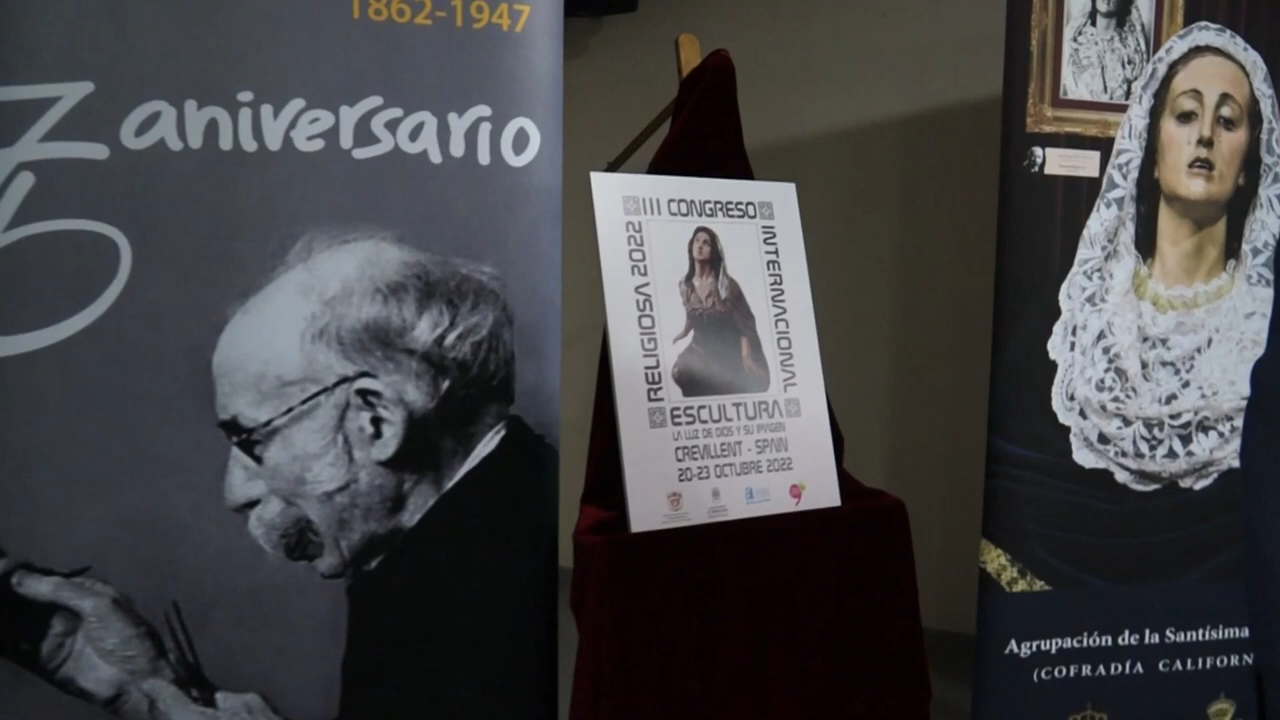 1862-1947
75 aniversario
III CONGRESO
INTERNACIONAL
ESCULTURA
RELIGIOSA 2022
LA LUZ DE DIOS Y SU IMAGEN
CREVILLENT - SPAIN
20-23 OCTUBRE 2022
Agrupación de la Santísima
(COFRADÍA CALIFORN